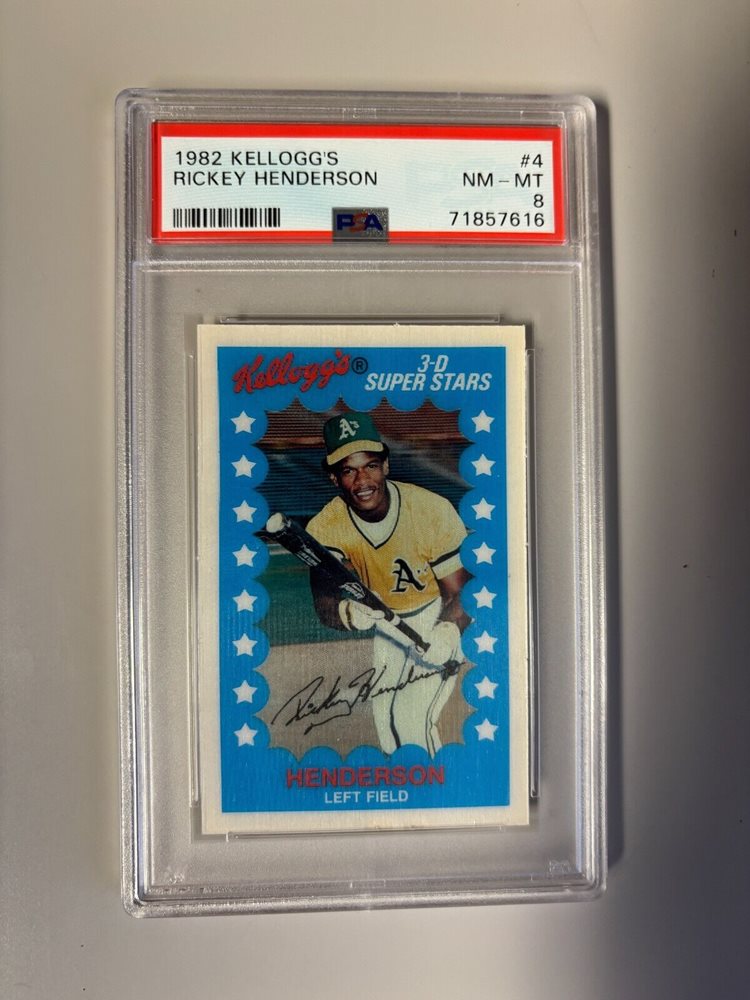 1982 KELLOGG'S #4
RICKEY HENDERSON NM – MT
8
PSA 71857616
Kellogg's®
3-D
SUPER STARS
A's
A's
Rickey Henderson
HENDERSON
LEFT FIELD